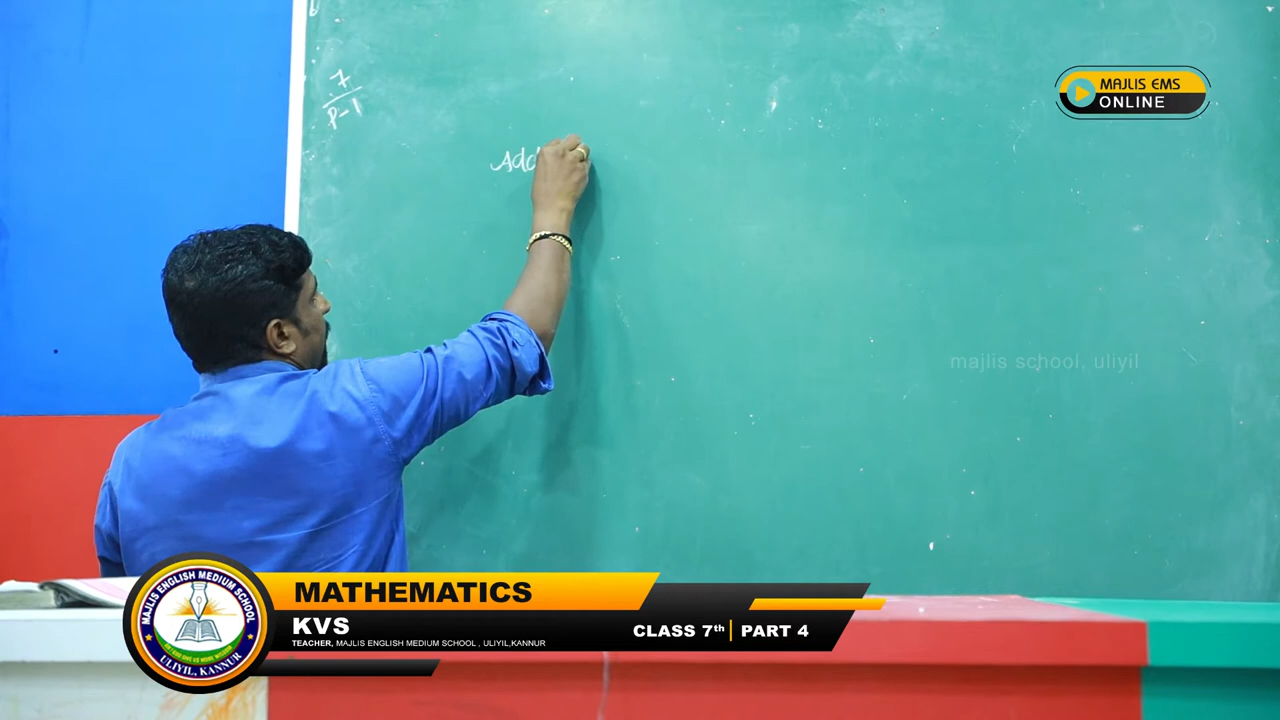 7
P-1
Add
MAJLIS EMS
ONLINE
majlis school, uliyil
MAJLIS ENGLISH MEDIUM SCHOOL
ULIYIL, KANNUR
MATHEMATICS
KVS
TEACHER, MAJLIS ENGLISH MEDIUM SCHOOL , ULIYIL,KANNUR
CLASS 7th | PART 4